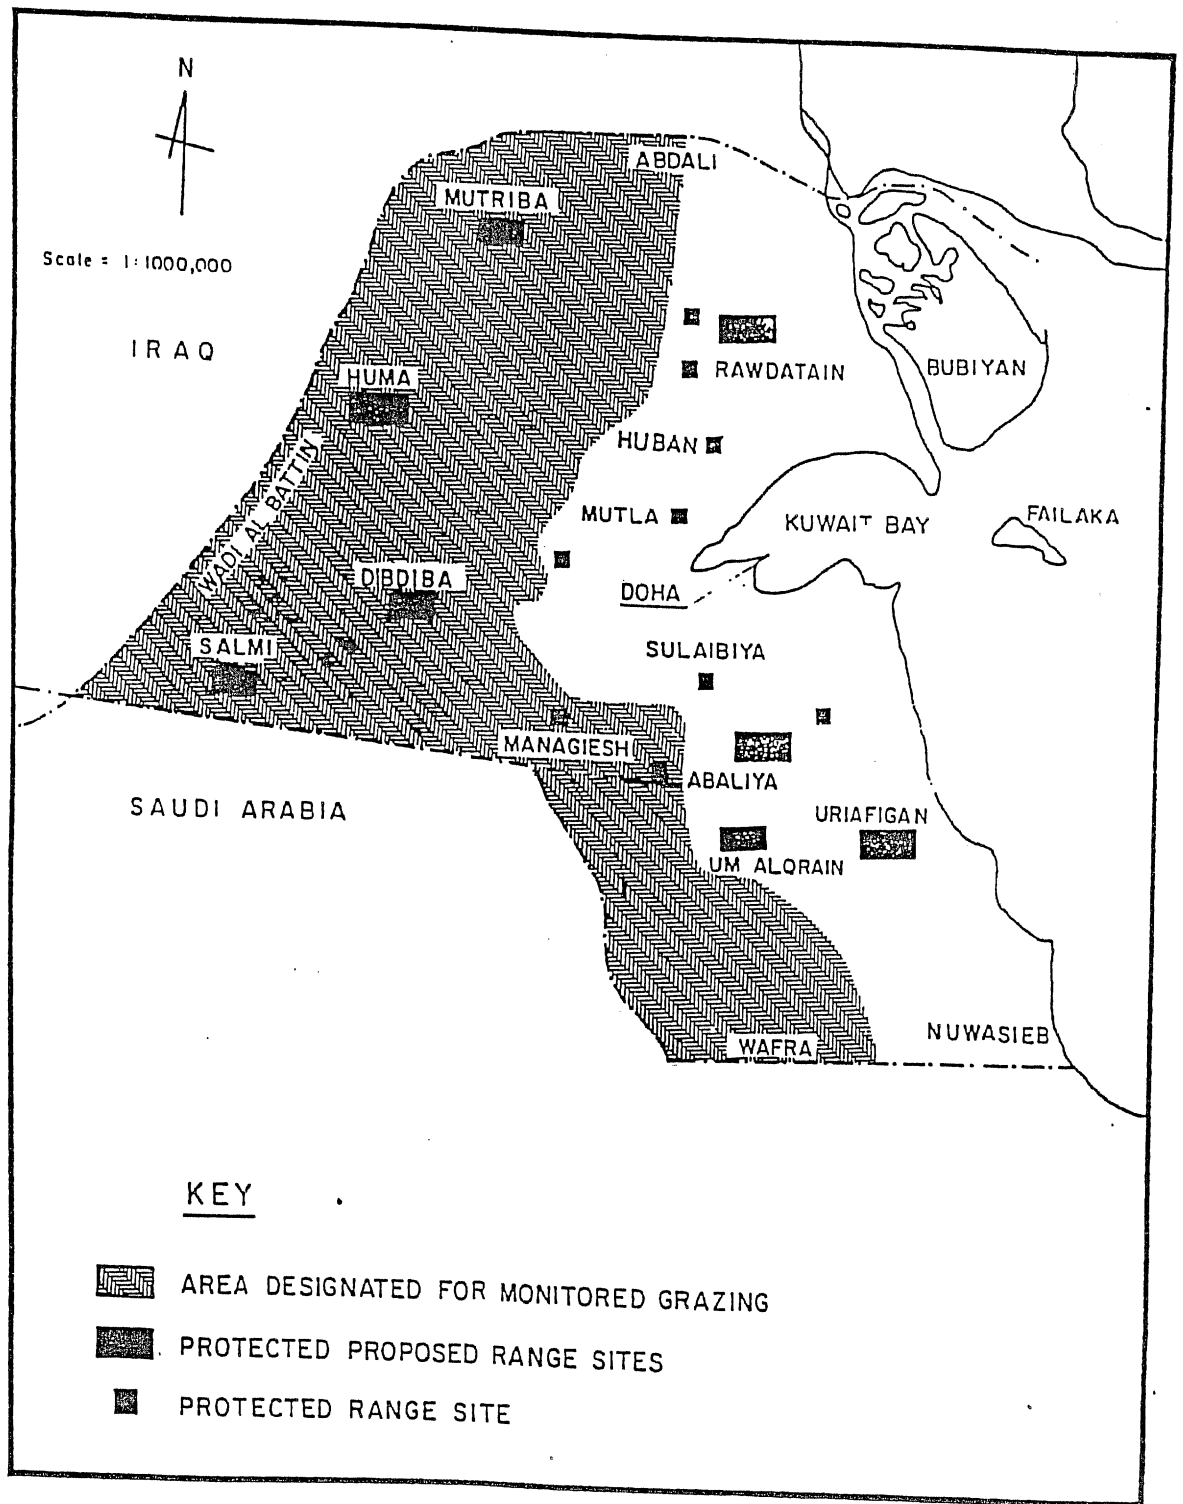 N
ABDALI
MUTRIBA
Scale = 1:1000,000
IRAQ
HUMA
RAWDATAIN
BUBIYAN
HUBAN
WADI AL BATTIN
MUTLA
KUWAIT BAY
FAILAKA
DIBDIBA
DOHA
SALMI
SULAIBIYA
MANAGIESH
ABALIYA
SAUDI ARABIA
URIAFIGAN
UM ALQRAIN
WAFRA
NUWASIEB
KEY
AREA DESIGNATED FOR MONITORED GRAZING
PROTECTED PROPOSED RANGE SITES
PROTECTED RANGE SITE